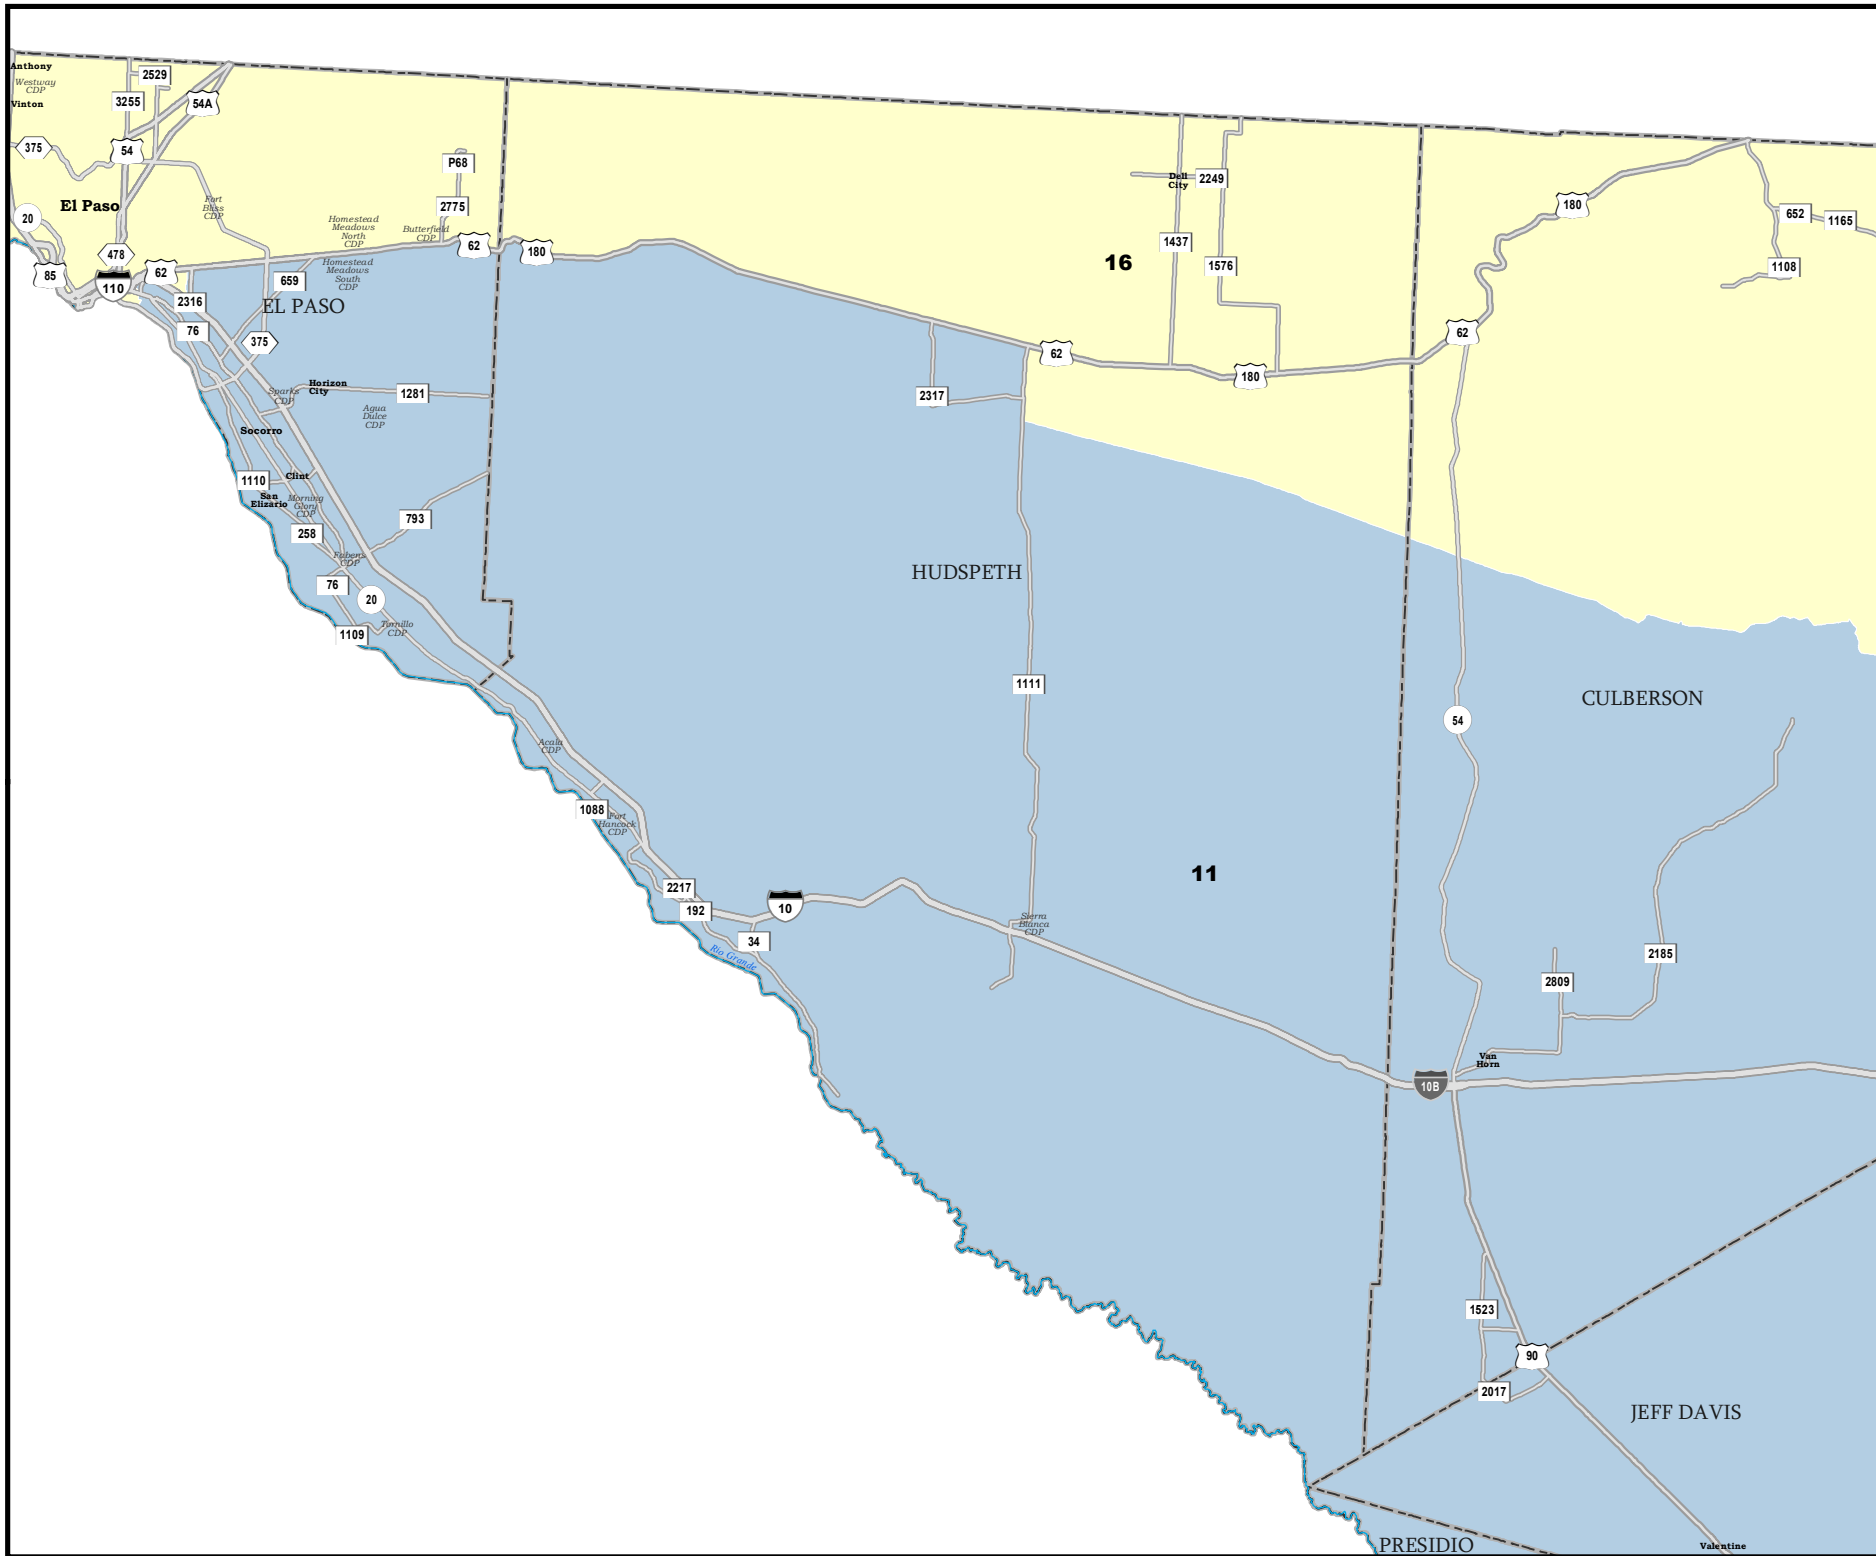 Anthony
Westway
CDP
Vinton
2529
3255
54A
375
54
P68
El Paso
Fort
Bliss
CDP
2775
20
Homestead
Meadows
North
CDP
Butterfield
CDP
478
62
180
85
110
62
659
Homestead
Meadows
South
CDP
2316
EL PASO
76
375
Dell
City
2249
1437
1576
16
180
652
1165
1108
62
62
180
2317
Sparks
CDP
Horizon
City
1281
Agua
Dulce
CDP
Socorro
1110
Clint
San
Elizario
Morning
Glory
CDP
258
793
Fabens
CDP
76
20
1109
Tornillo
CDP
HUDSPETH
1111
CULBERSON
54
Acala
CDP
1088
Fort
Hancock
CDP
2217
192
10
34
Rio Grande
11
Sierra
Blanca
CDP
2185
2809
Van
Horn
10B
1523
90
2017
JEFF DAVIS
PRESIDIO
Valentine